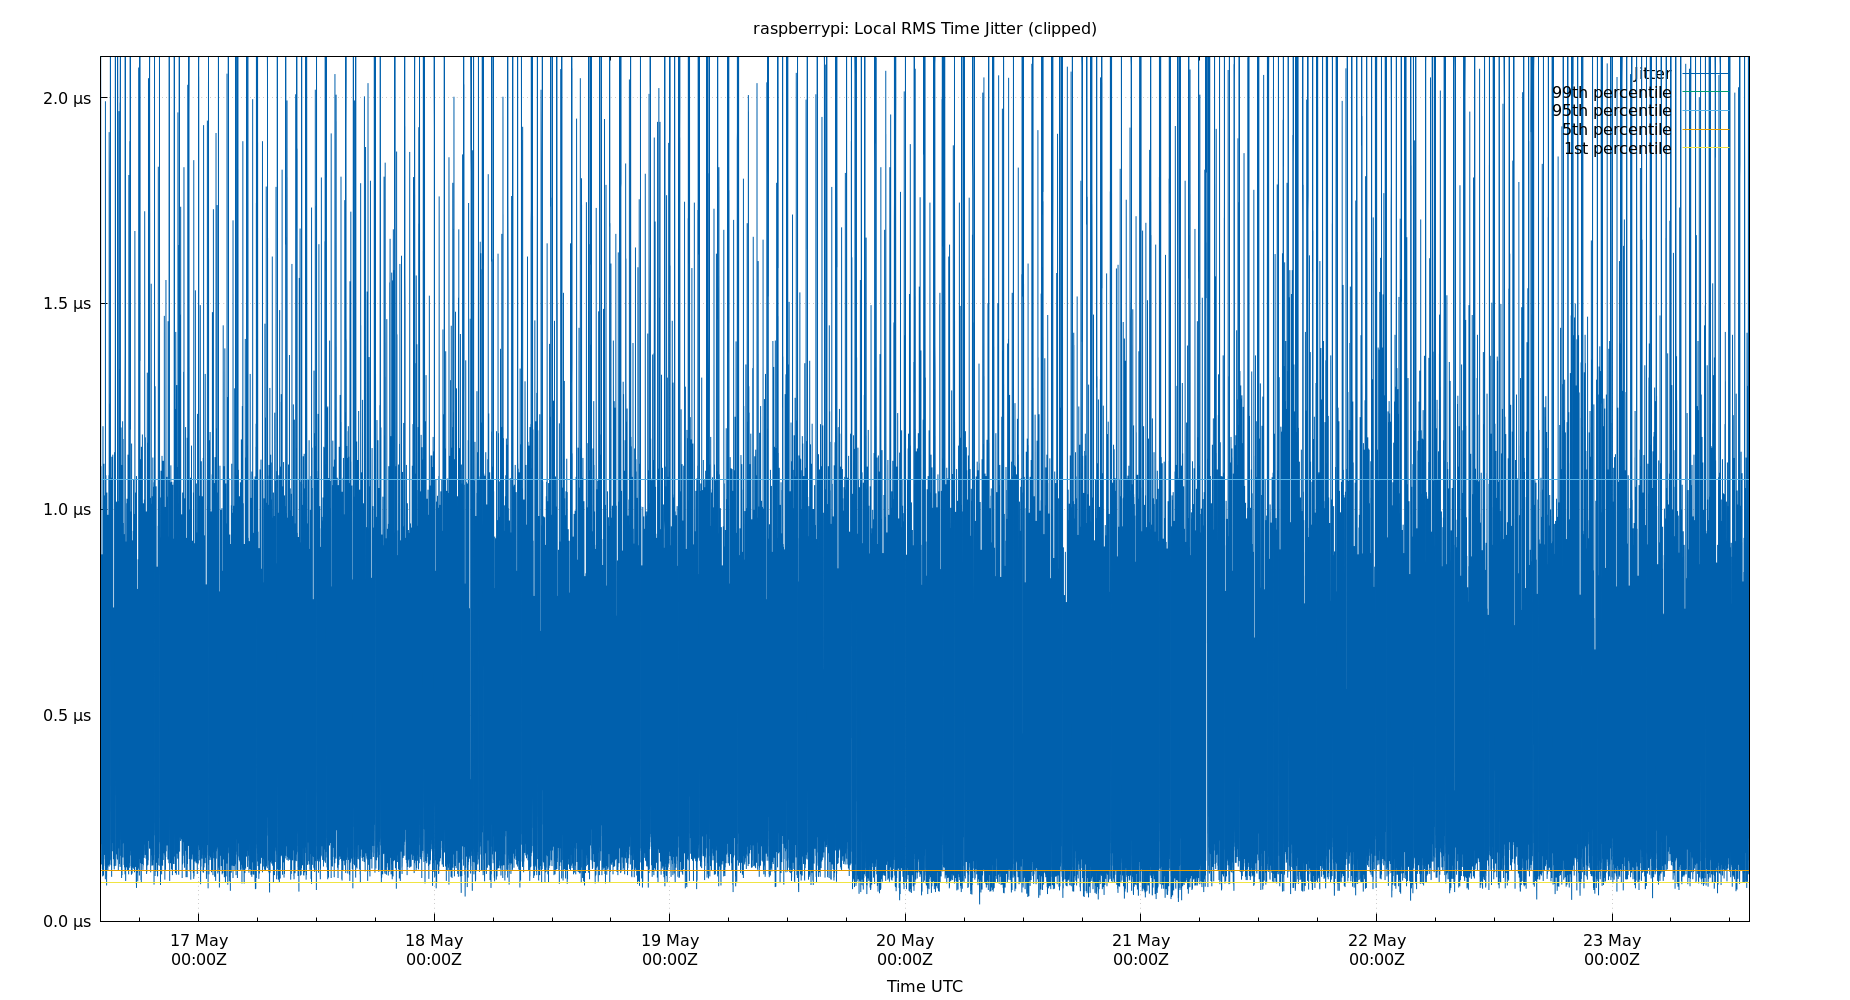 raspberrypi: Local RMS Time Jitter (clipped)
Jitter
99th percentile
95th percentile
5th percentile
1st percentile
2.0 µs
1.5 µs
1.0 µs
0.5 µs
0.0 µs
17 May 18 May 19 May 20 May 21 May 22 May 23 May
00:00Z 00:00Z 00:00Z 00:00Z 00:00Z 00:00Z 00:00Z
Time UTC